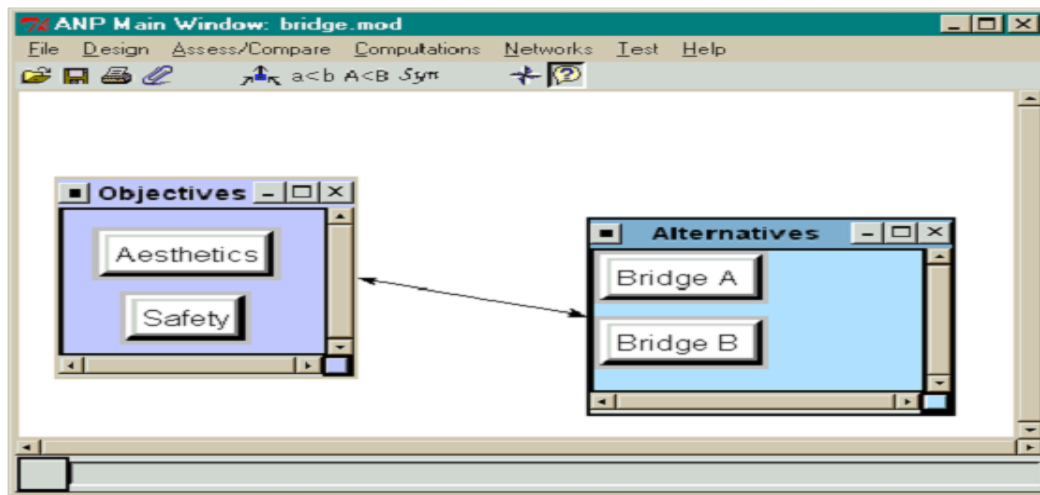 ANP Main Window: bridge.mod
File Design Assess/Compare Computations Networks Test Help
a<b A<B Syn
Objectives
Aesthetics
Safety
Alternatives
Bridge A
Bridge B